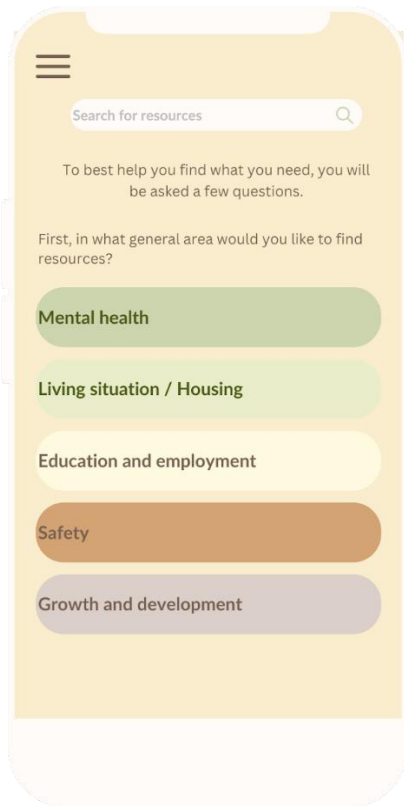 Search for resources
To best help you find what you need, you will
be asked a few questions.
First, in what general area would you like to find
resources?
Mental health
Living situation / Housing
Education and employment
Safety
Growth and development